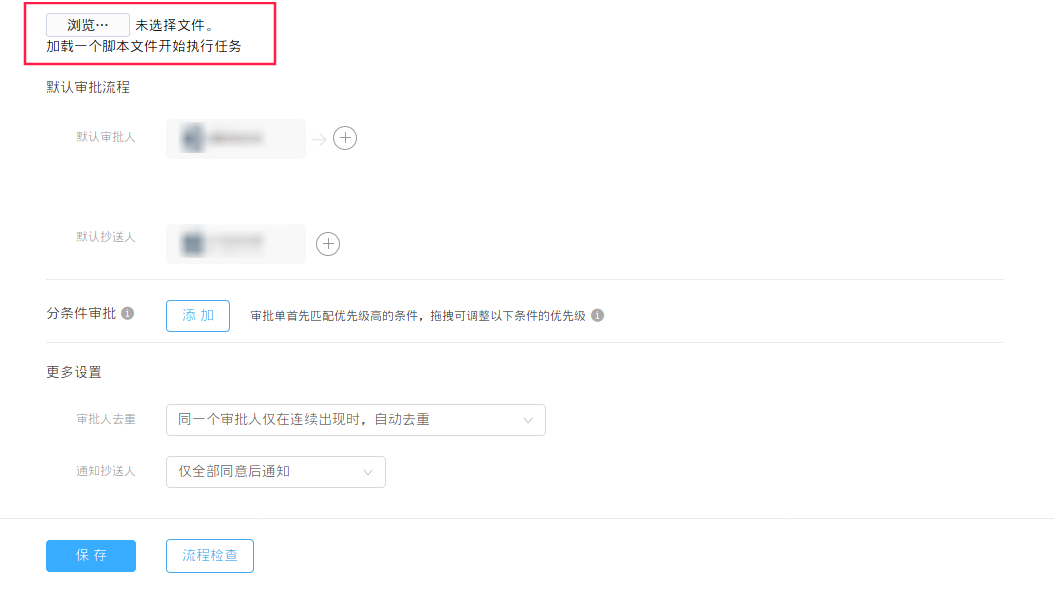 浏览… 未选择文件。
加载一个脚本文件开始执行任务
默认审批流程
默认审批人
默认抄送人
分条件审批 添加 审批单首先匹配优先级高的条件，拖拽可调整以下条件的优先级
更多设置
审批人去重 同一个审批人仅在连续出现时，自动去重
通知抄送人 仅全部同意后通知
保存 流程检查